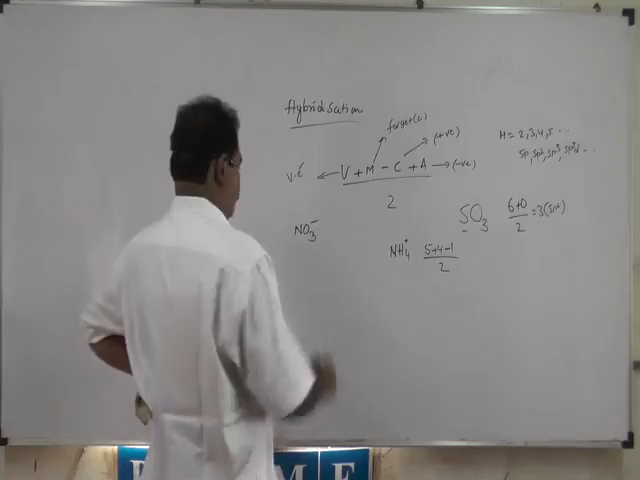 Hybridisation
(+ve)
V.E ← V + M - C + A → (-ve)
2
H = 2,3,4,5 ...
sp, sp², sp³, sp³d ...
SO₃ 6+0/2 = 3(sp²)
NO₃⁻
NH₄⁺ 5+4-1/2